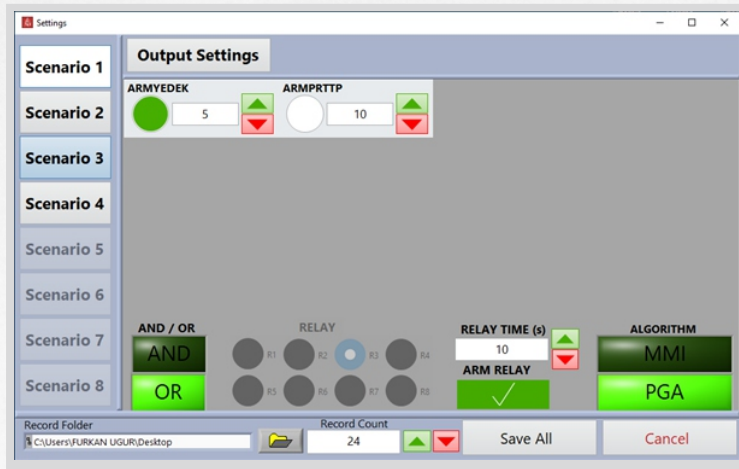 Settings
Output Settings
Scenario 1
Scenario 2
Scenario 3
Scenario 4
Scenario 5
Scenario 6
Scenario 7
Scenario 8
ARMYEDEK
5
ARMPRTTP
10
AND / OR
AND
OR
RELAY
R1 R2 R3 R4
R5 R6 R7 R8
RELAY TIME (s)
10
ARM RELAY
ALGORITHM
MMI
PGA
Record Folder
C:\Users\FURKAN UGUR\Desktop
Record Count
24
Save All
Cancel